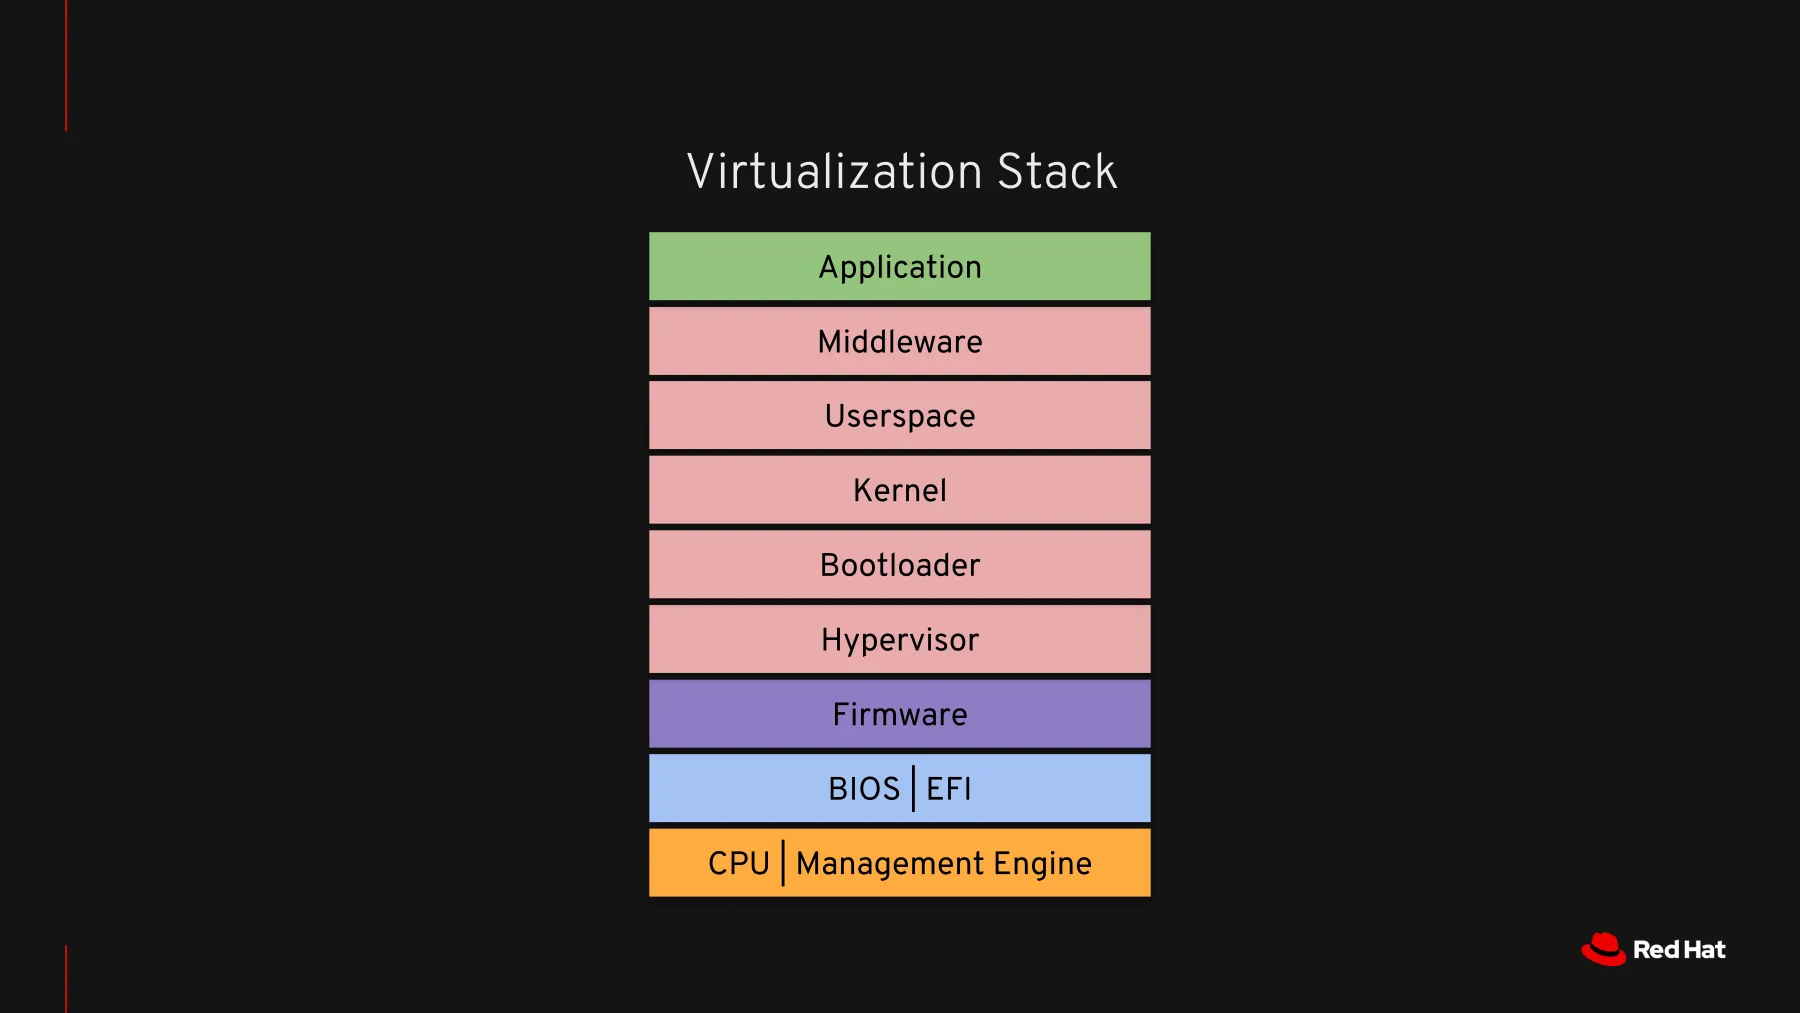 Virtualization Stack
Application
Middleware
Userspace
Kernel
Bootloader
Hypervisor
Firmware
BIOS | EFI
CPU | Management Engine
Red Hat